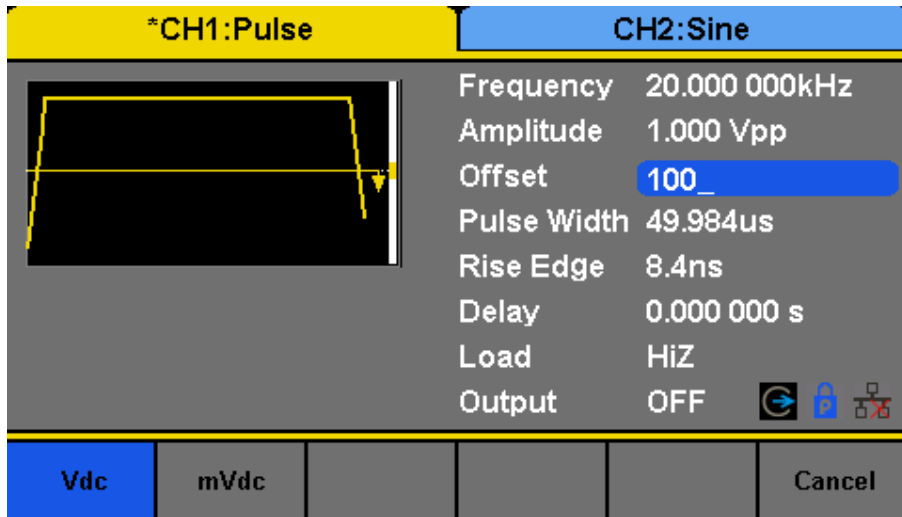 *CH1:Pulse CH2:Sine
Frequency 20.000 000kHz
Amplitude 1.000 Vpp
Offset 100_
Pulse Width 49.984us
Rise Edge 8.4ns
Delay 0.000 000 s
Load HiZ
Output OFF P
Vdc mVdc Cancel